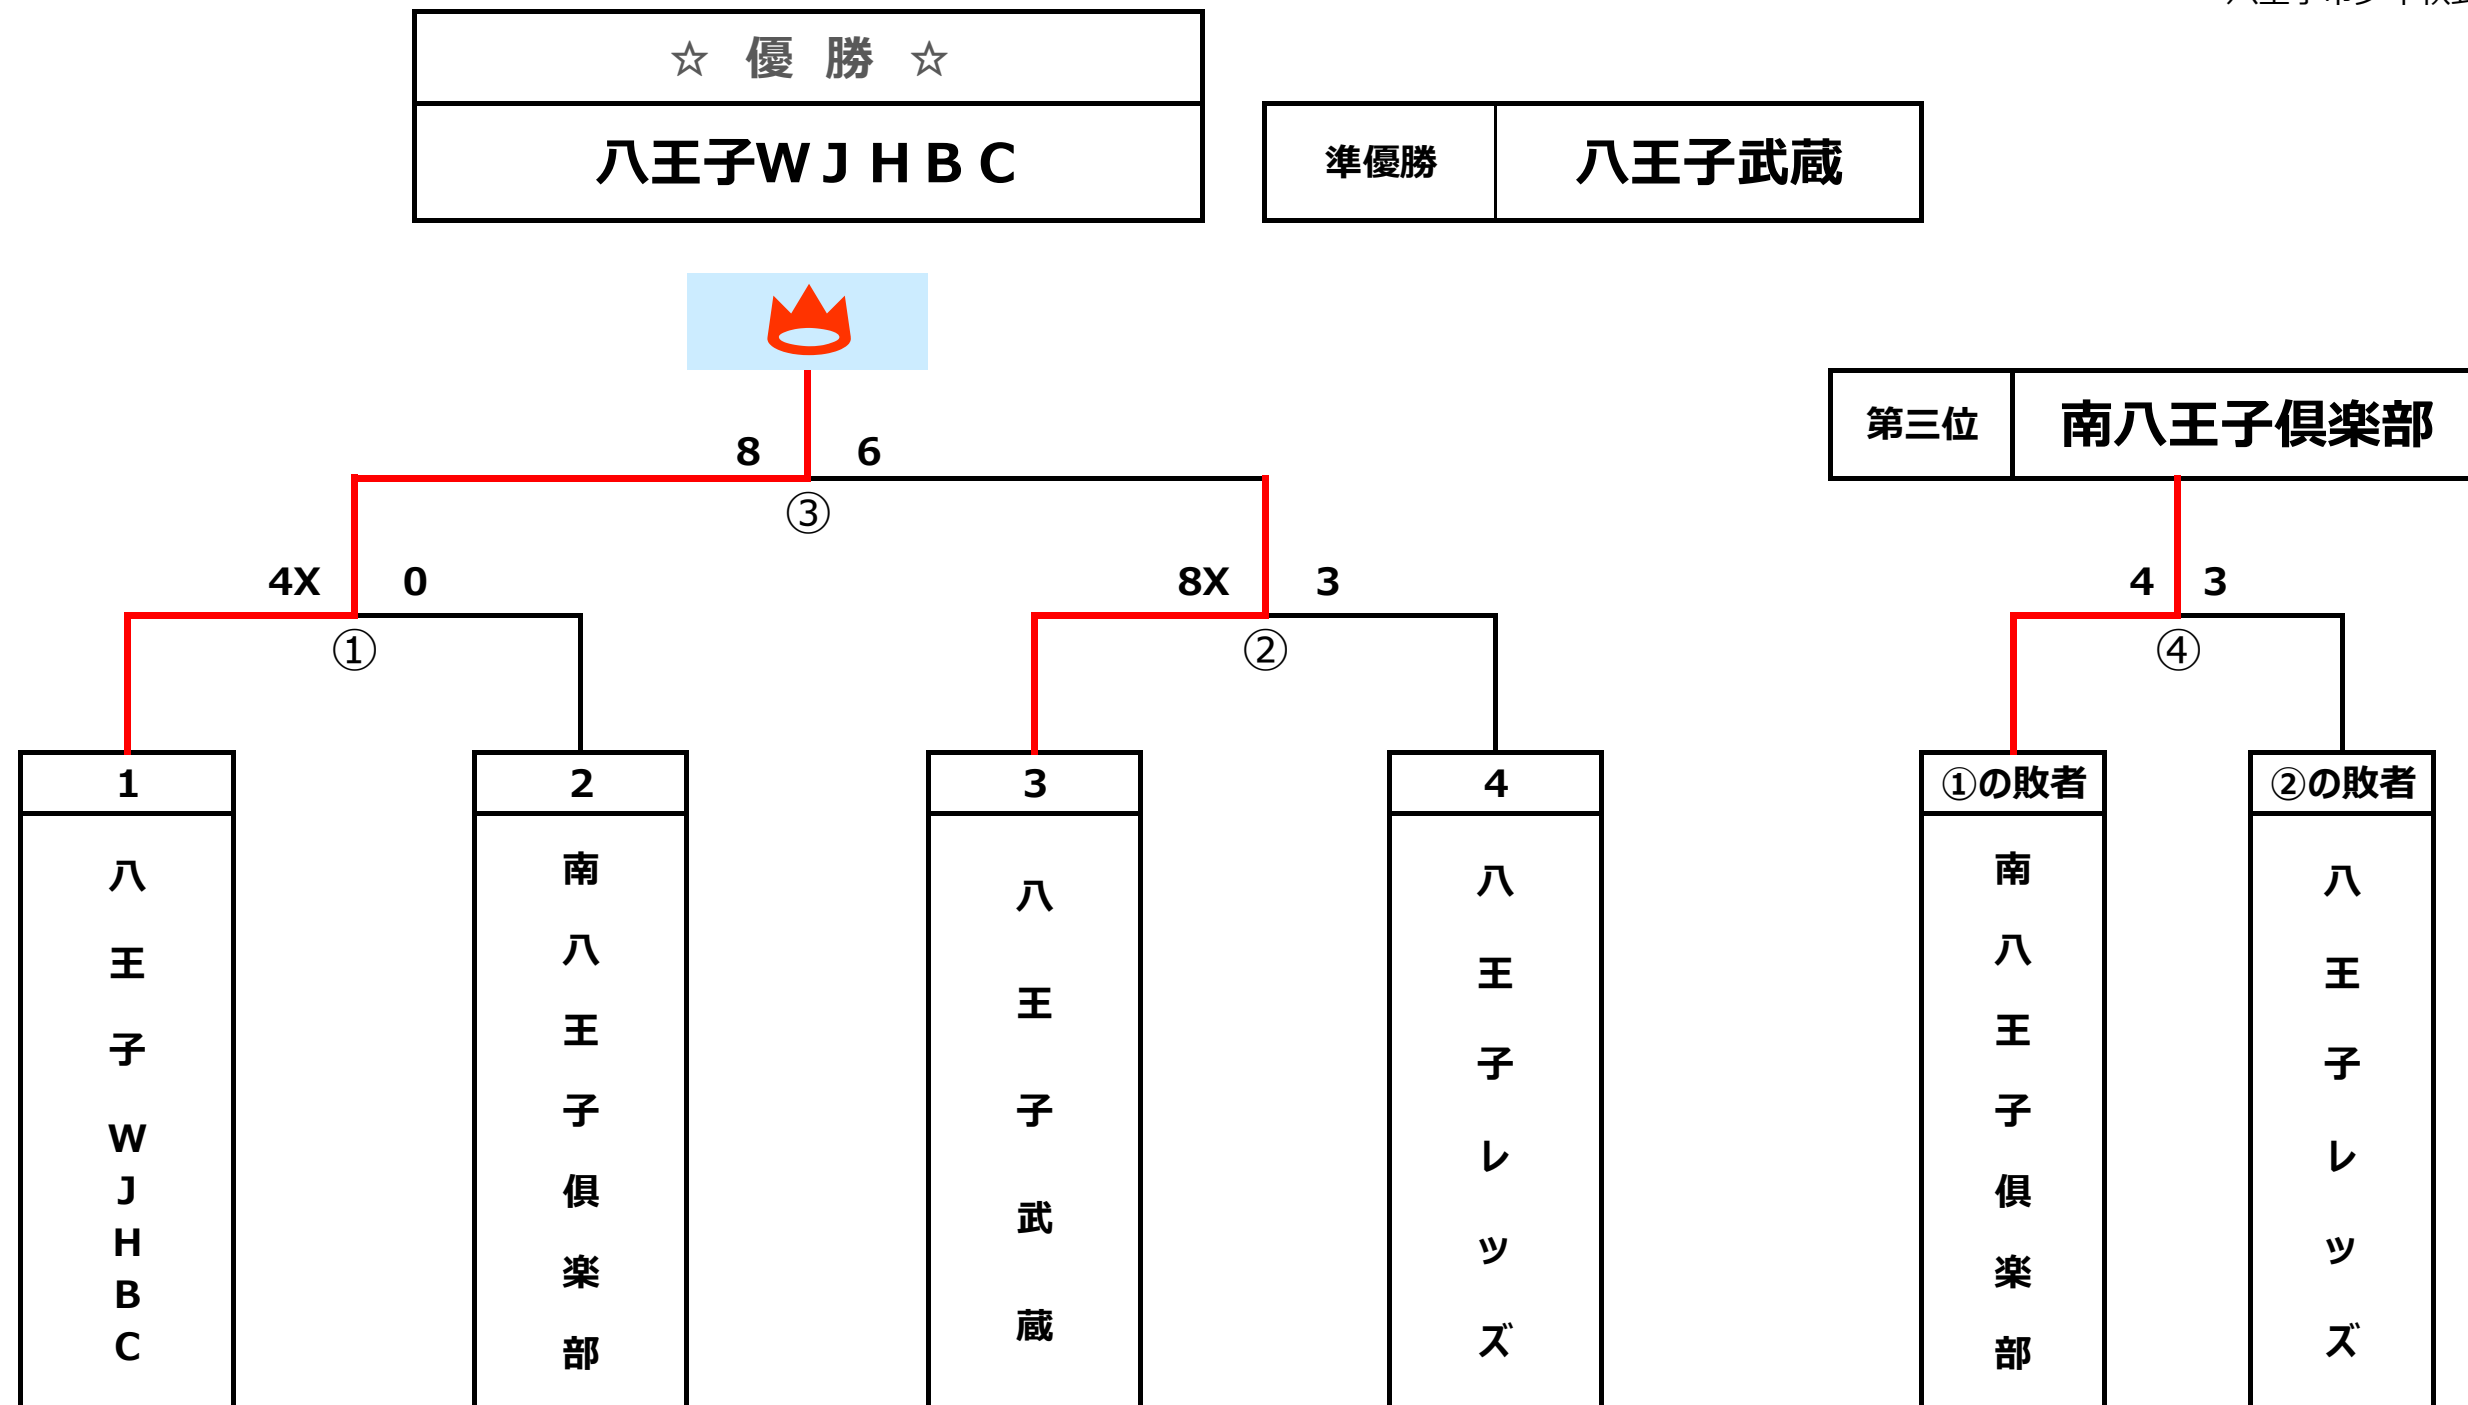 ☆ 優 勝 ☆
八王子WJHBC
準優勝 八王子武蔵
第三位 南八王子倶楽部
8 6
③
4X 0
①
8X 3
②
4 3
④
1
八王子WJHBC
2
南八王子倶楽部
3
八王子武蔵
4
八王子レッズ
①の敗者
南八王子倶楽部
②の敗者
八王子レッズ